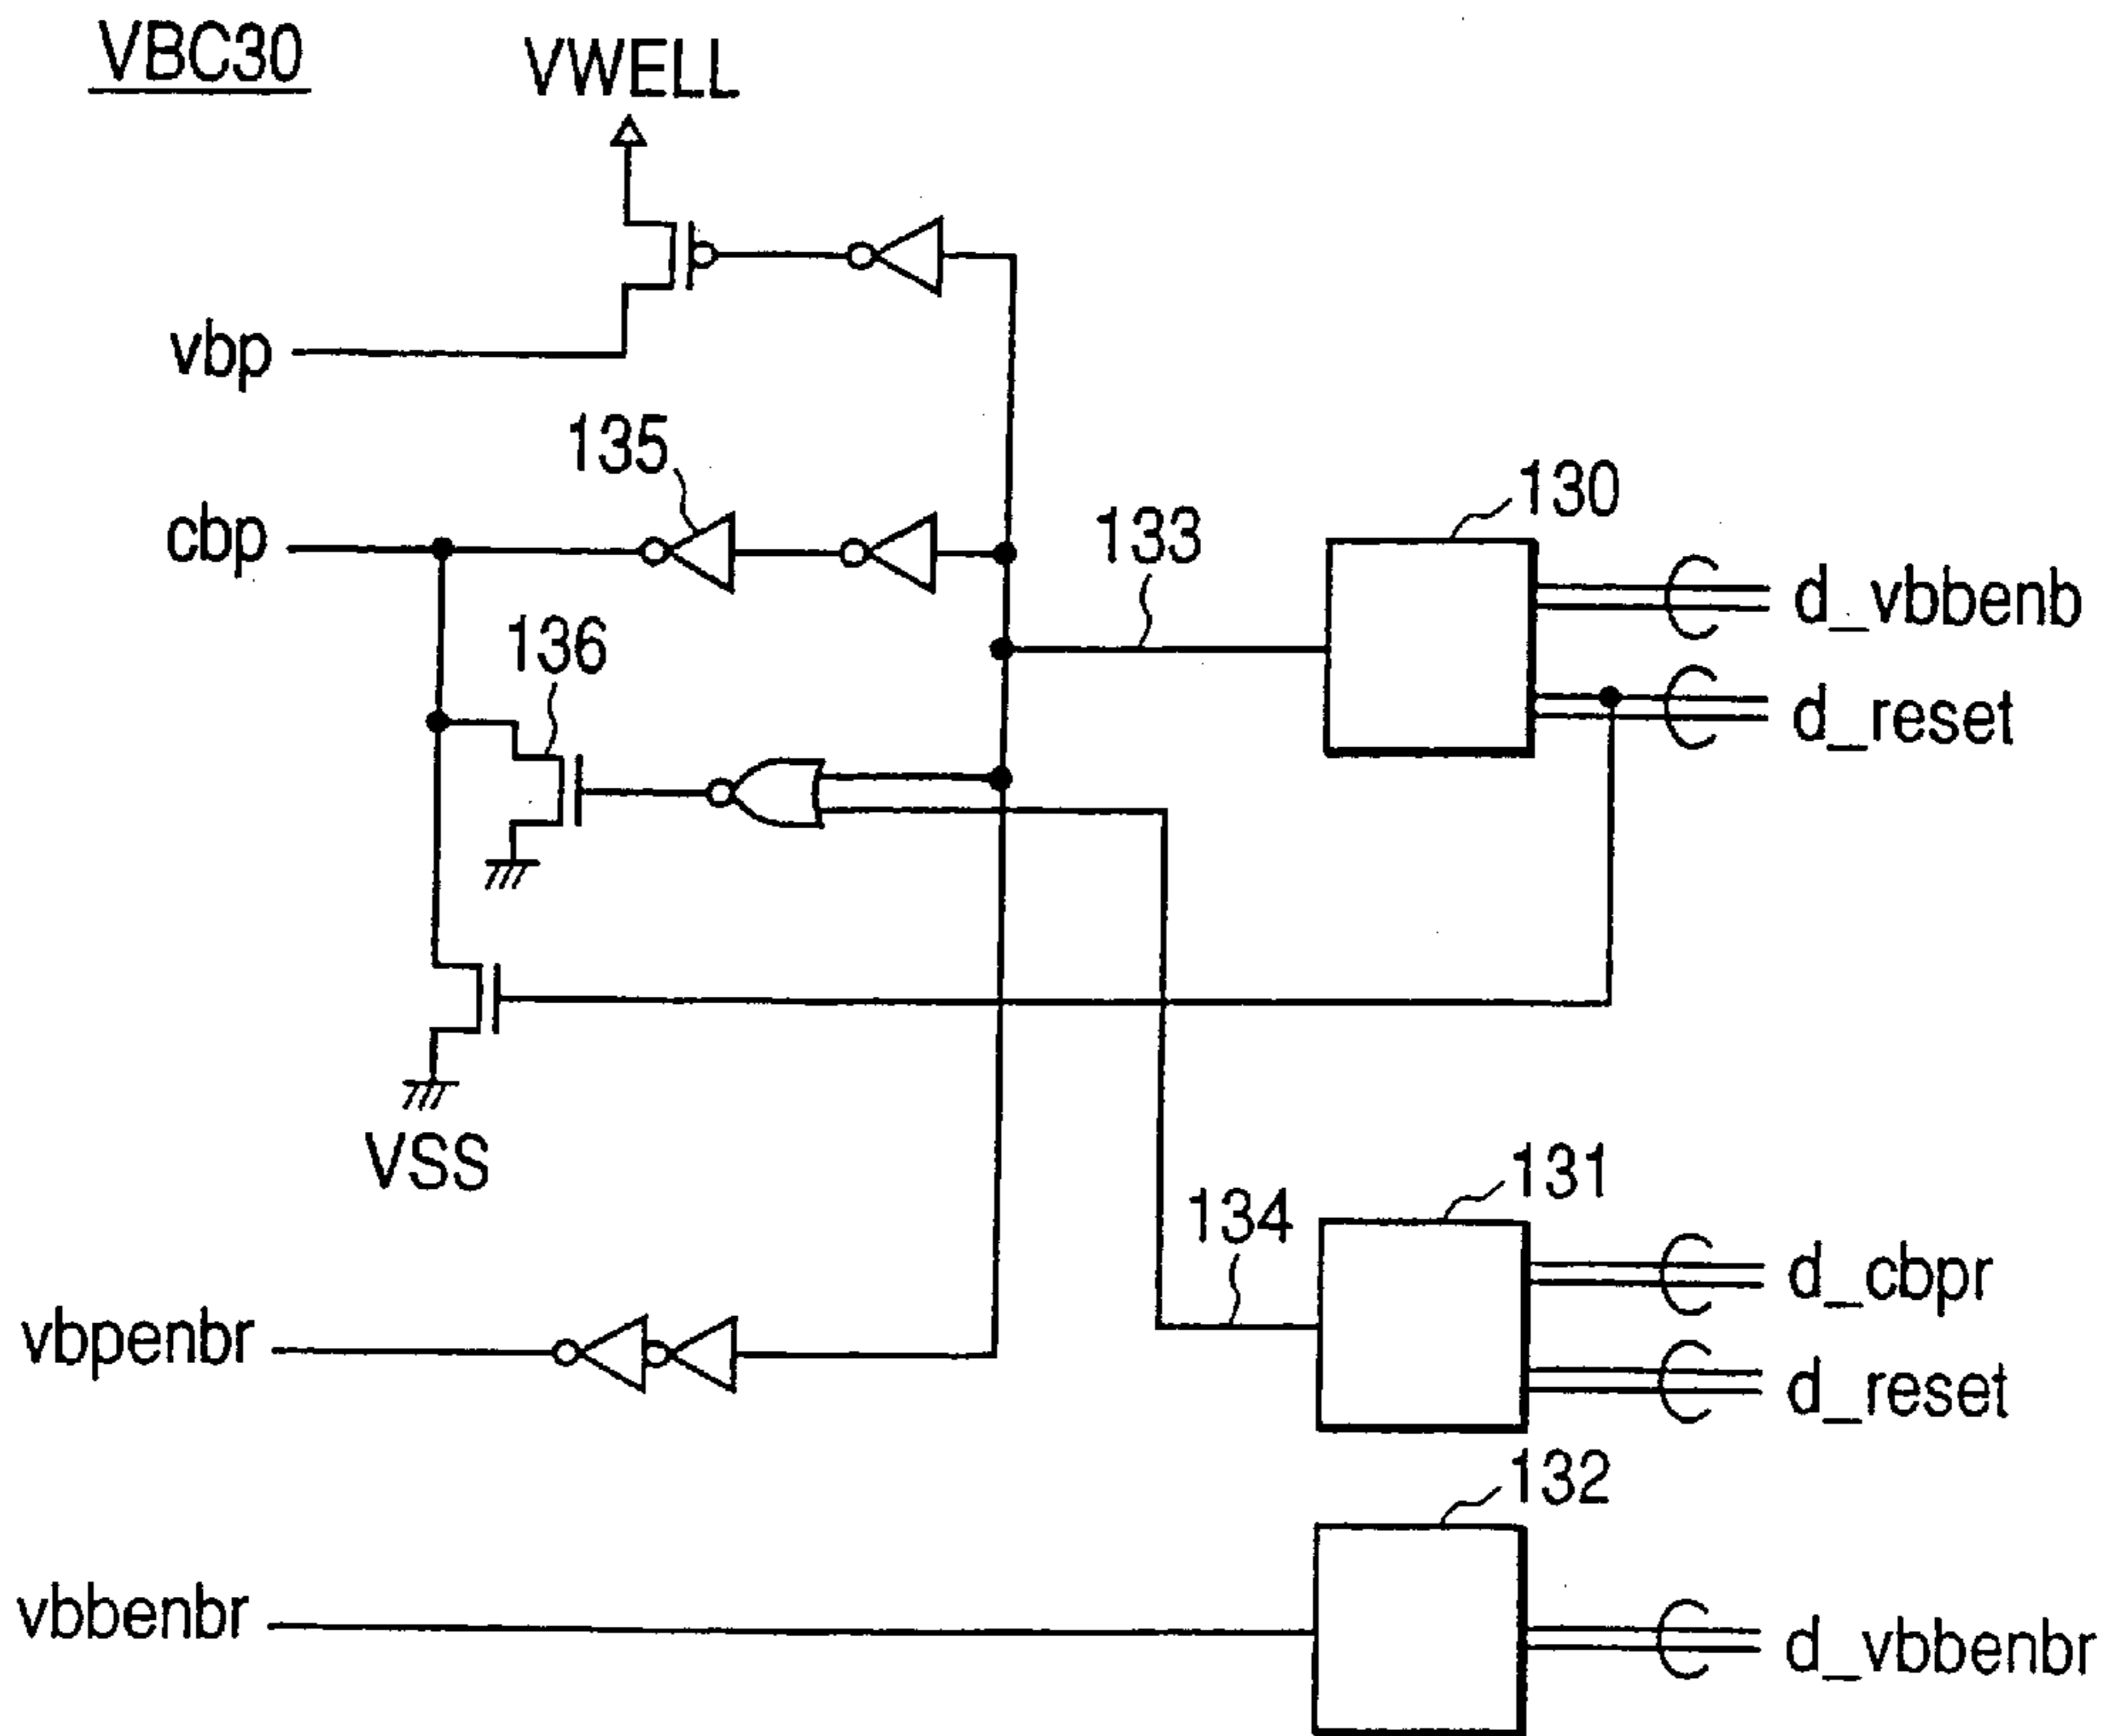 VBC30
VWELL
vbp
135
cbp
133
130
d_vbbenb
136
d_reset
VSS
131
134
d_cbpr
vbpenbr
d_reset
132
vbbenbr
d_vbbenbr